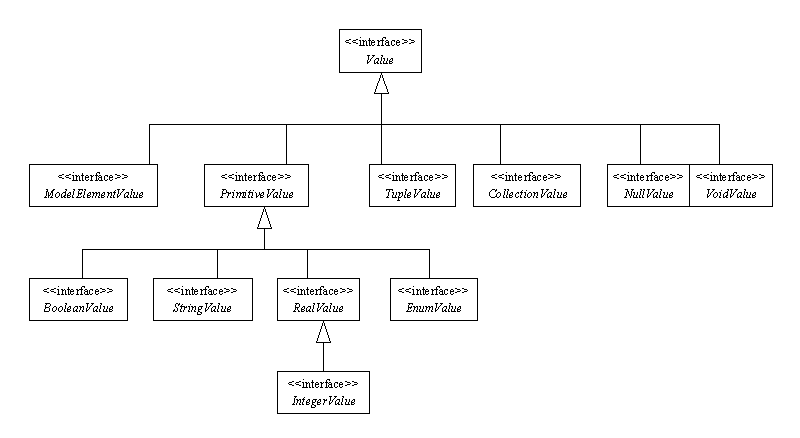 <<interface>>
Value
<<interface>>
ModelElementValue
<<interface>>
PrimitiveValue
<<interface>>
TupleValue
<<interface>>
CollectionValue
<<interface>>
NullValue
<<interface>>
VoidValue
<<interface>>
BooleanValue
<<interface>>
StringValue
<<interface>>
RealValue
<<interface>>
EnumValue
<<interface>>
IntegerValue